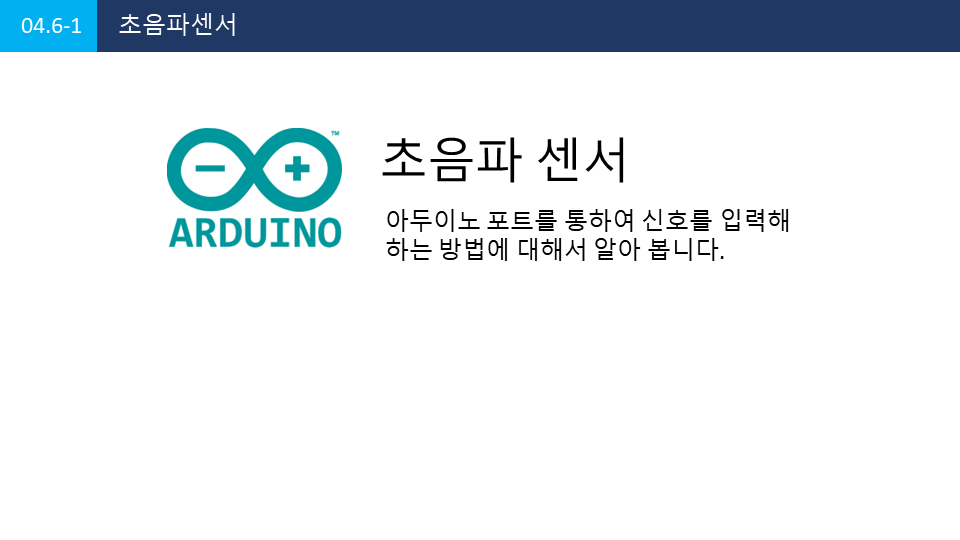 04.6-1 초음파센서
ARDUINO™
초음파 센서
아두이노 포트를 통하여 신호를 입력해
하는 방법에 대해서 알아 봅니다.